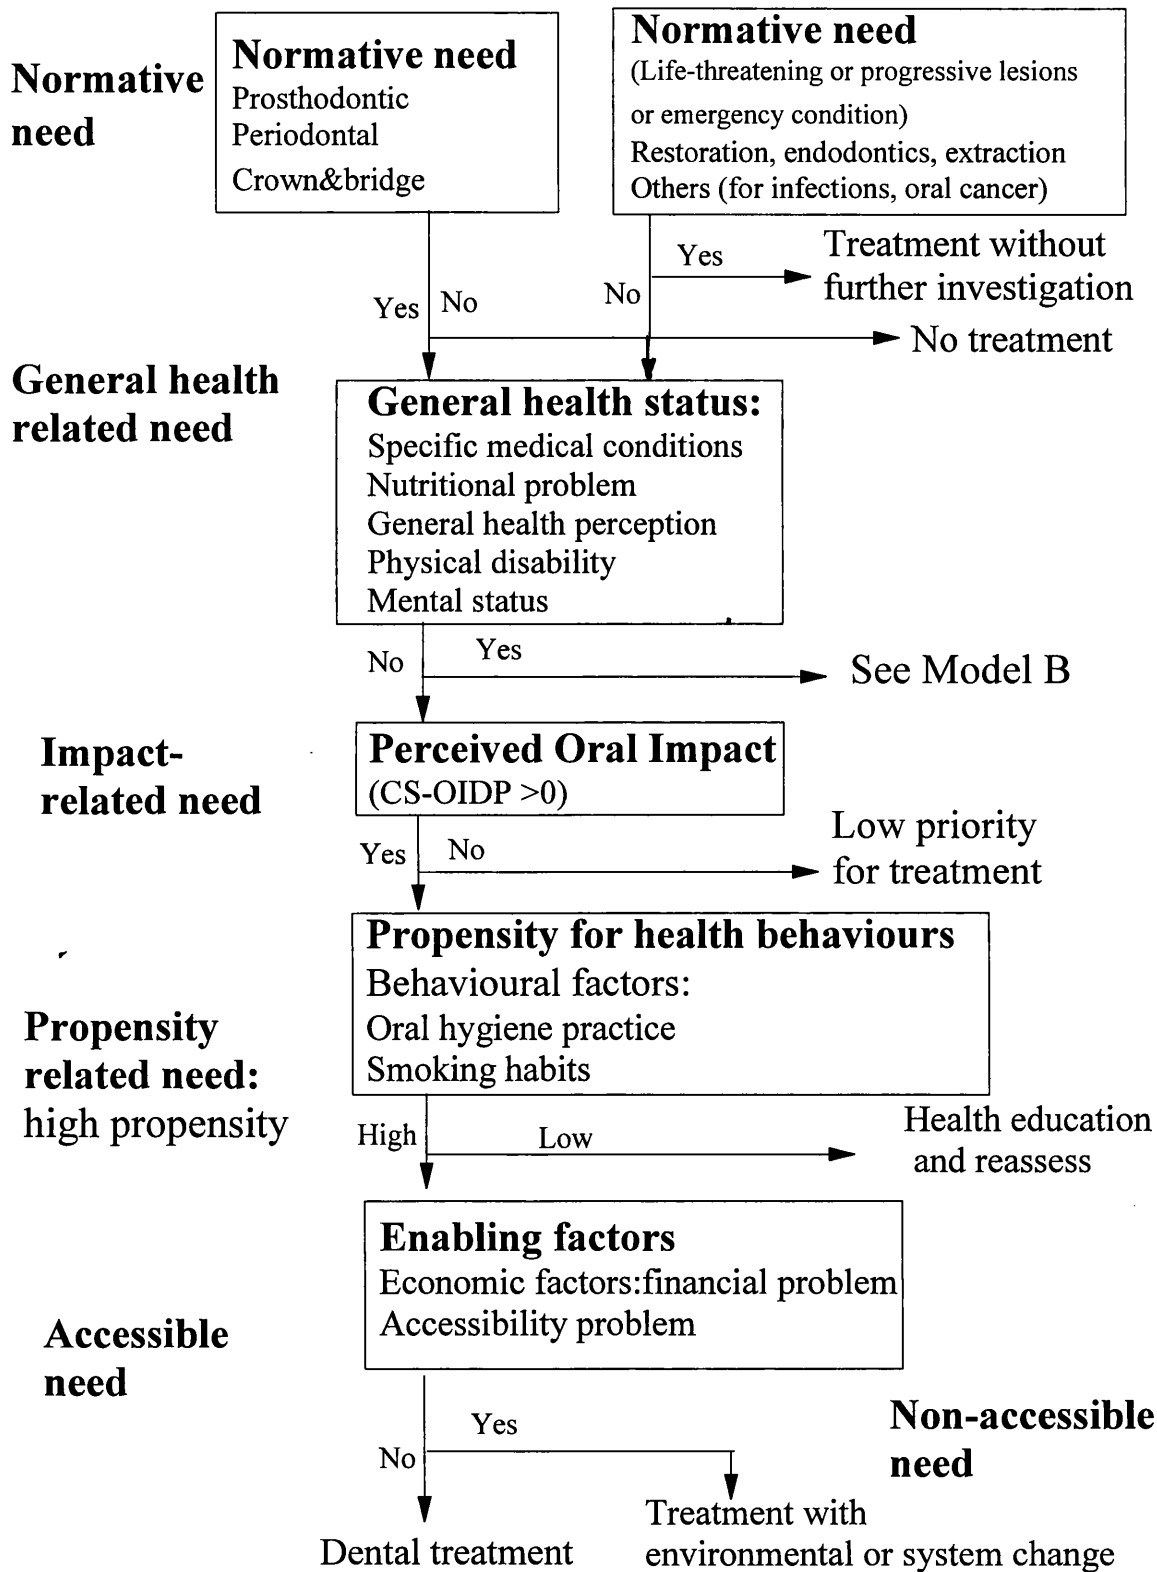 Normative
need
Normative need
Prosthodontic
Periodontal
Crown&bridge
Normative need
(Life-threatening or progressive lesions
or emergency condition)
Restoration, endodontics, extraction
Others (for infections, oral cancer)
Yes
Treatment without
further investigation
Yes
No
No
No treatment
General health
related need
General health status:
Specific medical conditions
Nutritional problem
General health perception
Physical disability
Mental status
No
Yes
See Model B
Impact-
related need
Perceived Oral Impact
(CS-OIDP >0)
Yes
No
Low priority
for treatment
Propensity
related need:
high propensity
Propensity for health behaviours
Behavioural factors:
Oral hygiene practice
Smoking habits
High
Low
Health education
and reassess
Accessible
need
Enabling factors
Economic factors:financial problem
Accessibility problem
No
Yes
Non-accessible
need
Dental treatment
Treatment with
environmental or system change